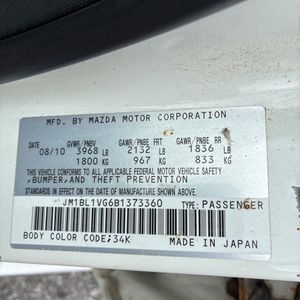 MFD. BY MAZDA MOTOR CORPORATION
GVWR/PNBV GAWR/PNBE FRT GAWR/PNBE RR
08/10 3968 LB 2132 LB 1836 LB
1800 KG 967 KG 833 KG
THIS VEHICLE CONFORMS TO ALL APPLICABLE FEDERAL MOTOR VEHICLE SAFETY
,BUMPER,AND THEFT PREVENTION
STANDARDS IN EFFECT ON THE DATE OF MANUFACTURE SHOWN ABOVE.
JM1BL1VG6B1373360 TYPE:PASSENGER
BODY COLOR CODE;34K MADE IN JAPAN